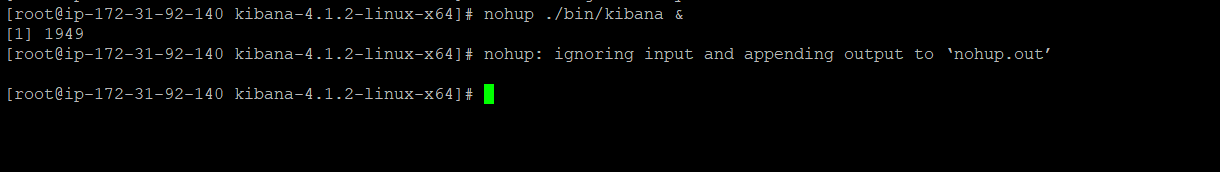 [root@ip-172-31-92-140 kibana-4.1.2-linux-x64]# nohup ./bin/kibana &
[1] 1949
[root@ip-172-31-92-140 kibana-4.1.2-linux-x64]# nohup: ignoring input and appending output to ‘nohup.out’
[root@ip-172-31-92-140 kibana-4.1.2-linux-x64]#